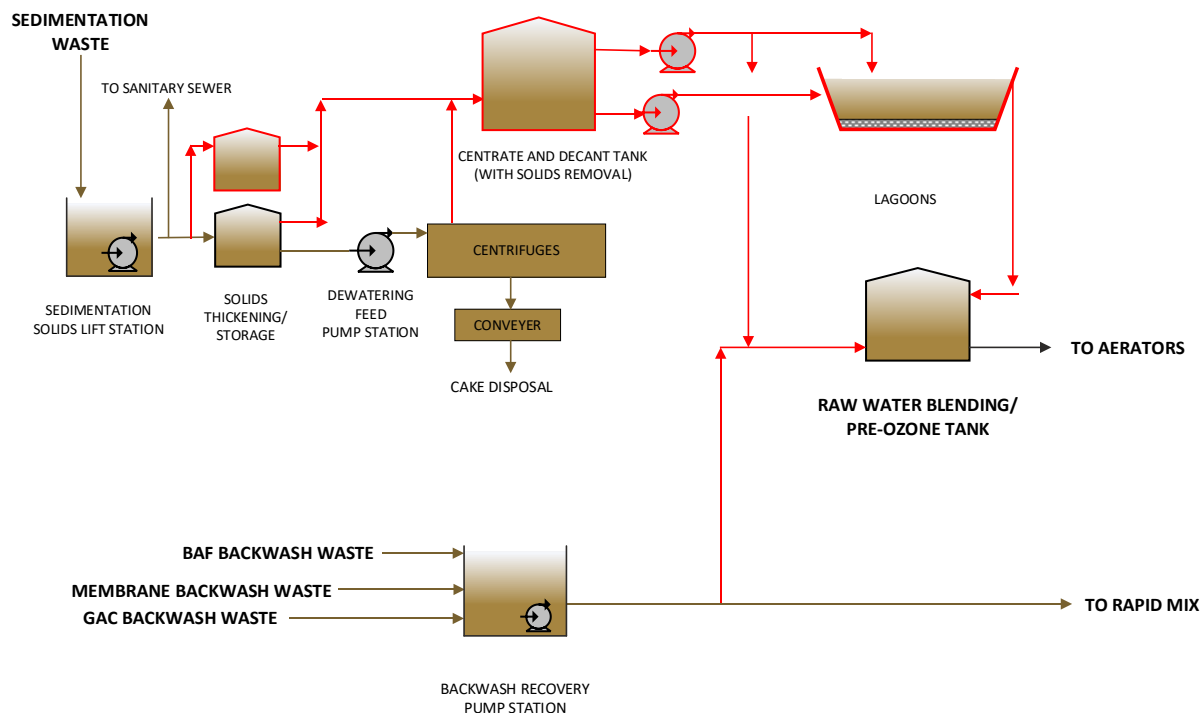 SEDIMENTATION
WASTE
TO SANITARY SEWER
CENTRATE AND DECANT TANK
(WITH SOLIDS REMOVAL)
LAGOONS
SEDIMENTATION
SOLIDS LIFT STATION
SOLIDS
THICKENING/
STORAGE
DEWATERING
FEED
PUMP STATION
CENTRIFUGES
CONVEYER
CAKE DISPOSAL
TO AERATORS
RAW WATER BLENDING/
PRE-OZONE TANK
BAF BACKWASH WASTE
MEMBRANE BACKWASH WASTE
GAC BACKWASH WASTE
TO RAPID MIX
BACKWASH RECOVERY
PUMP STATION